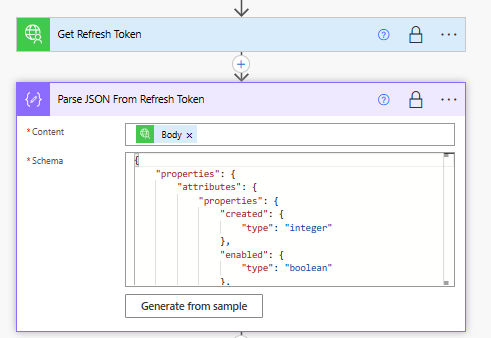 Get Refresh Token
Parse JSON From Refresh Token
*Content
Body x
*Schema
{
"properties": {
"attributes": {
"properties": {
"created": {
"type": "integer"
},
"enabled": {
"type": "boolean"
},
Generate from sample